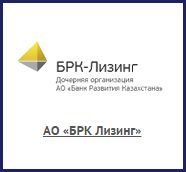 БРК-Лизинг
Дочерняя организация
АО «Банк Развития Казахстана»
АО «БРК Лизинг»